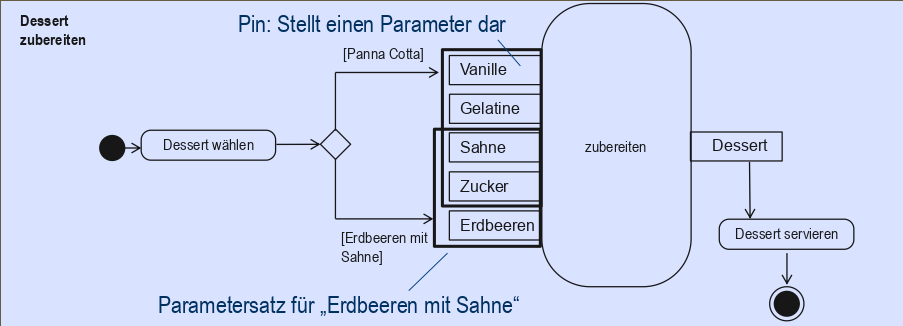 Dessert
zubereiten
Pin: Stellt einen Parameter dar
[Panna Cotta]
Vanille
Gelatine
Sahne
Zucker
Erdbeeren
Dessert wählen
zubereiten
Dessert
[Erdbeeren mit
Sahne]
Dessert servieren
Parametersatz für „Erdbeeren mit Sahne“